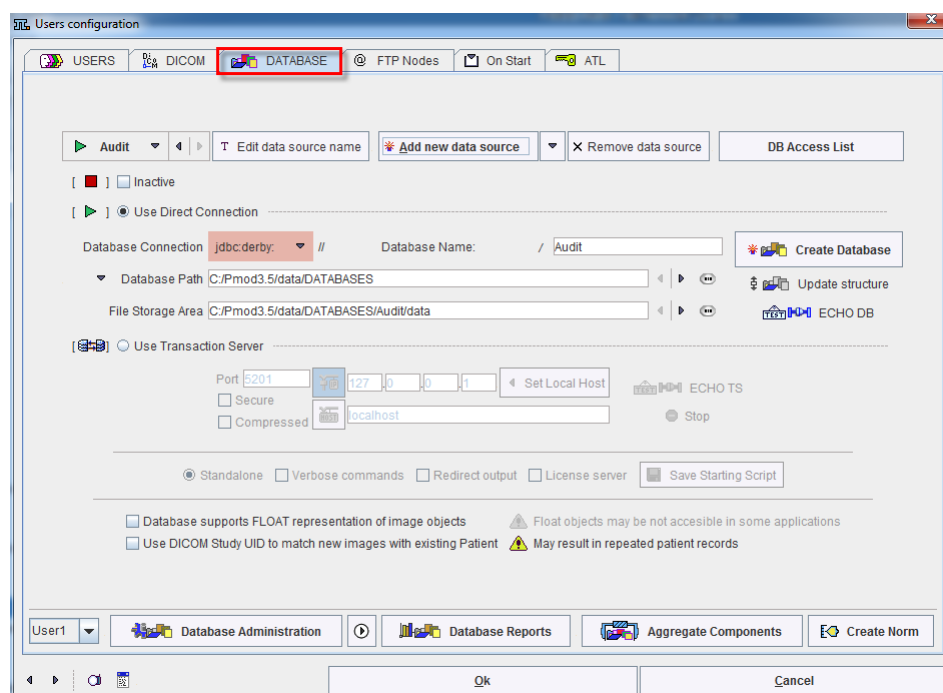 Users configuration
USERS DICOM DATABASE @ FTP Nodes On Start ATL
Audit T Edit data source name Add new data source X Remove data source DB Access List
[ ] Inactive
[ ] Use Direct Connection
Database Connection jdbc:derby: // Database Name: / Audit Create Database
Database Path C:/Pmod3.5/data/DATABASES Update structure
File Storage Area C:/Pmod3.5/data/DATABASES/Audit/data TEST ECHO DB
[ ] Use Transaction Server
Port 5201 127 .0 .0 .1 Set Local Host ECHO TS
Secure
Compressed localhost Stop
Standalone Verbose commands Redirect output License server Save Starting Script
Database supports FLOAT representation of image objects Float objects may be not accesible in some applications
Use DICOM Study UID to match new images with existing Patient May result in repeated patient records
User1 Database Administration Database Reports Aggregate Components Create Norm
Ok Cancel